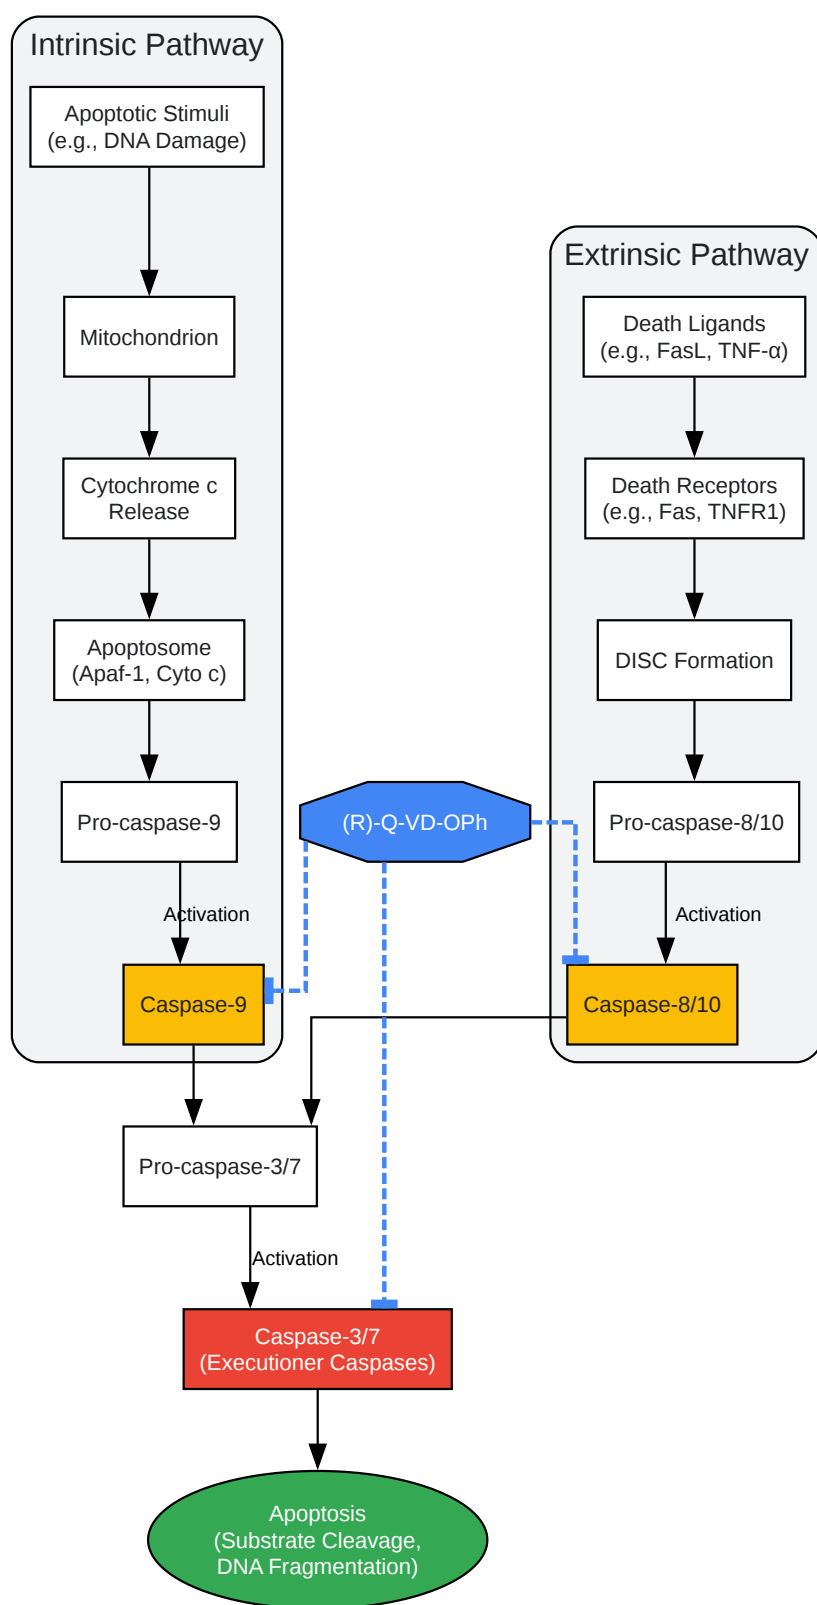 Intrinsic Pathway
Apoptotic Stimuli
(e.g., DNA Damage)
Mitochondrion
Cytochrome c
Release
Apoptosome
(Apaf-1, Cyto c)
Pro-caspase-9
Activation
Caspase-9
Extrinsic Pathway
Death Ligands
(e.g., FasL, TNF-α)
Death Receptors
(e.g., Fas, TNFR1)
DISC Formation
Pro-caspase-8/10
Activation
Caspase-8/10
(R)-Q-VD-OPh
Pro-caspase-3/7
Activation
Caspase-3/7
(Executioner Caspases)
Apoptosis
(Substrate Cleavage,
DNA Fragmentation)